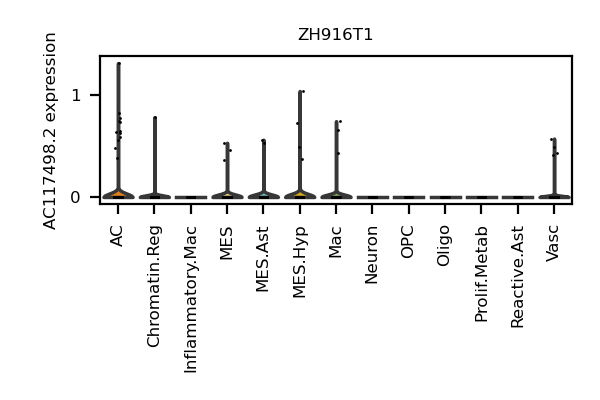 ZH916T1
AC117498.2 expression
1
0
AC
Chromatin.Reg
Inflammatory.Mac
MES
MES.Ast
MES.Hyp
Mac
Neuron
OPC
Oligo
Prolif.Metab
Reactive.Ast
Vasc